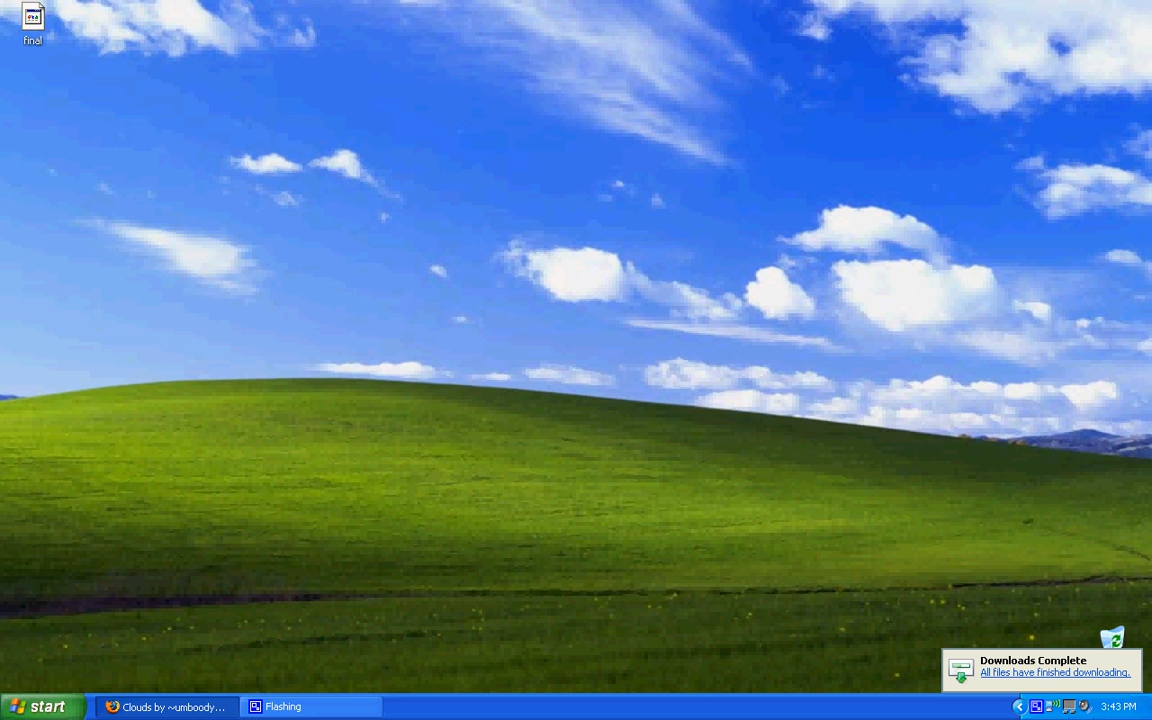 final
Downloads Complete
All files have finished downloading.
start
Clouds by ~umboody...
Flashing
3:43 PM